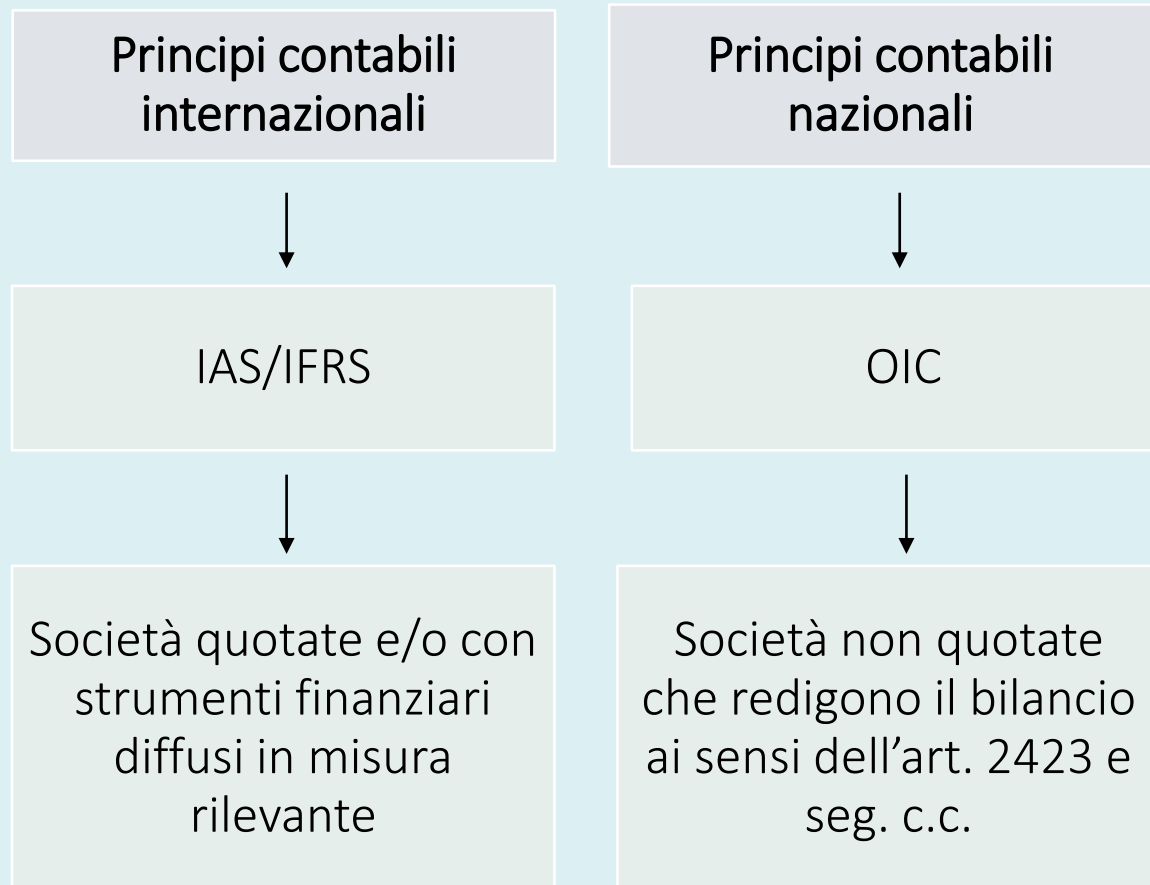 Principi contabili
internazionali
IAS/IFRS
Società quotate e/o con
strumenti finanziari
diffusi in misura
rilevante
Principi contabili
nazionali
OIC
Società non quotate
che redigono il bilancio
ai sensi dell’art. 2423 e
seg. c.c.